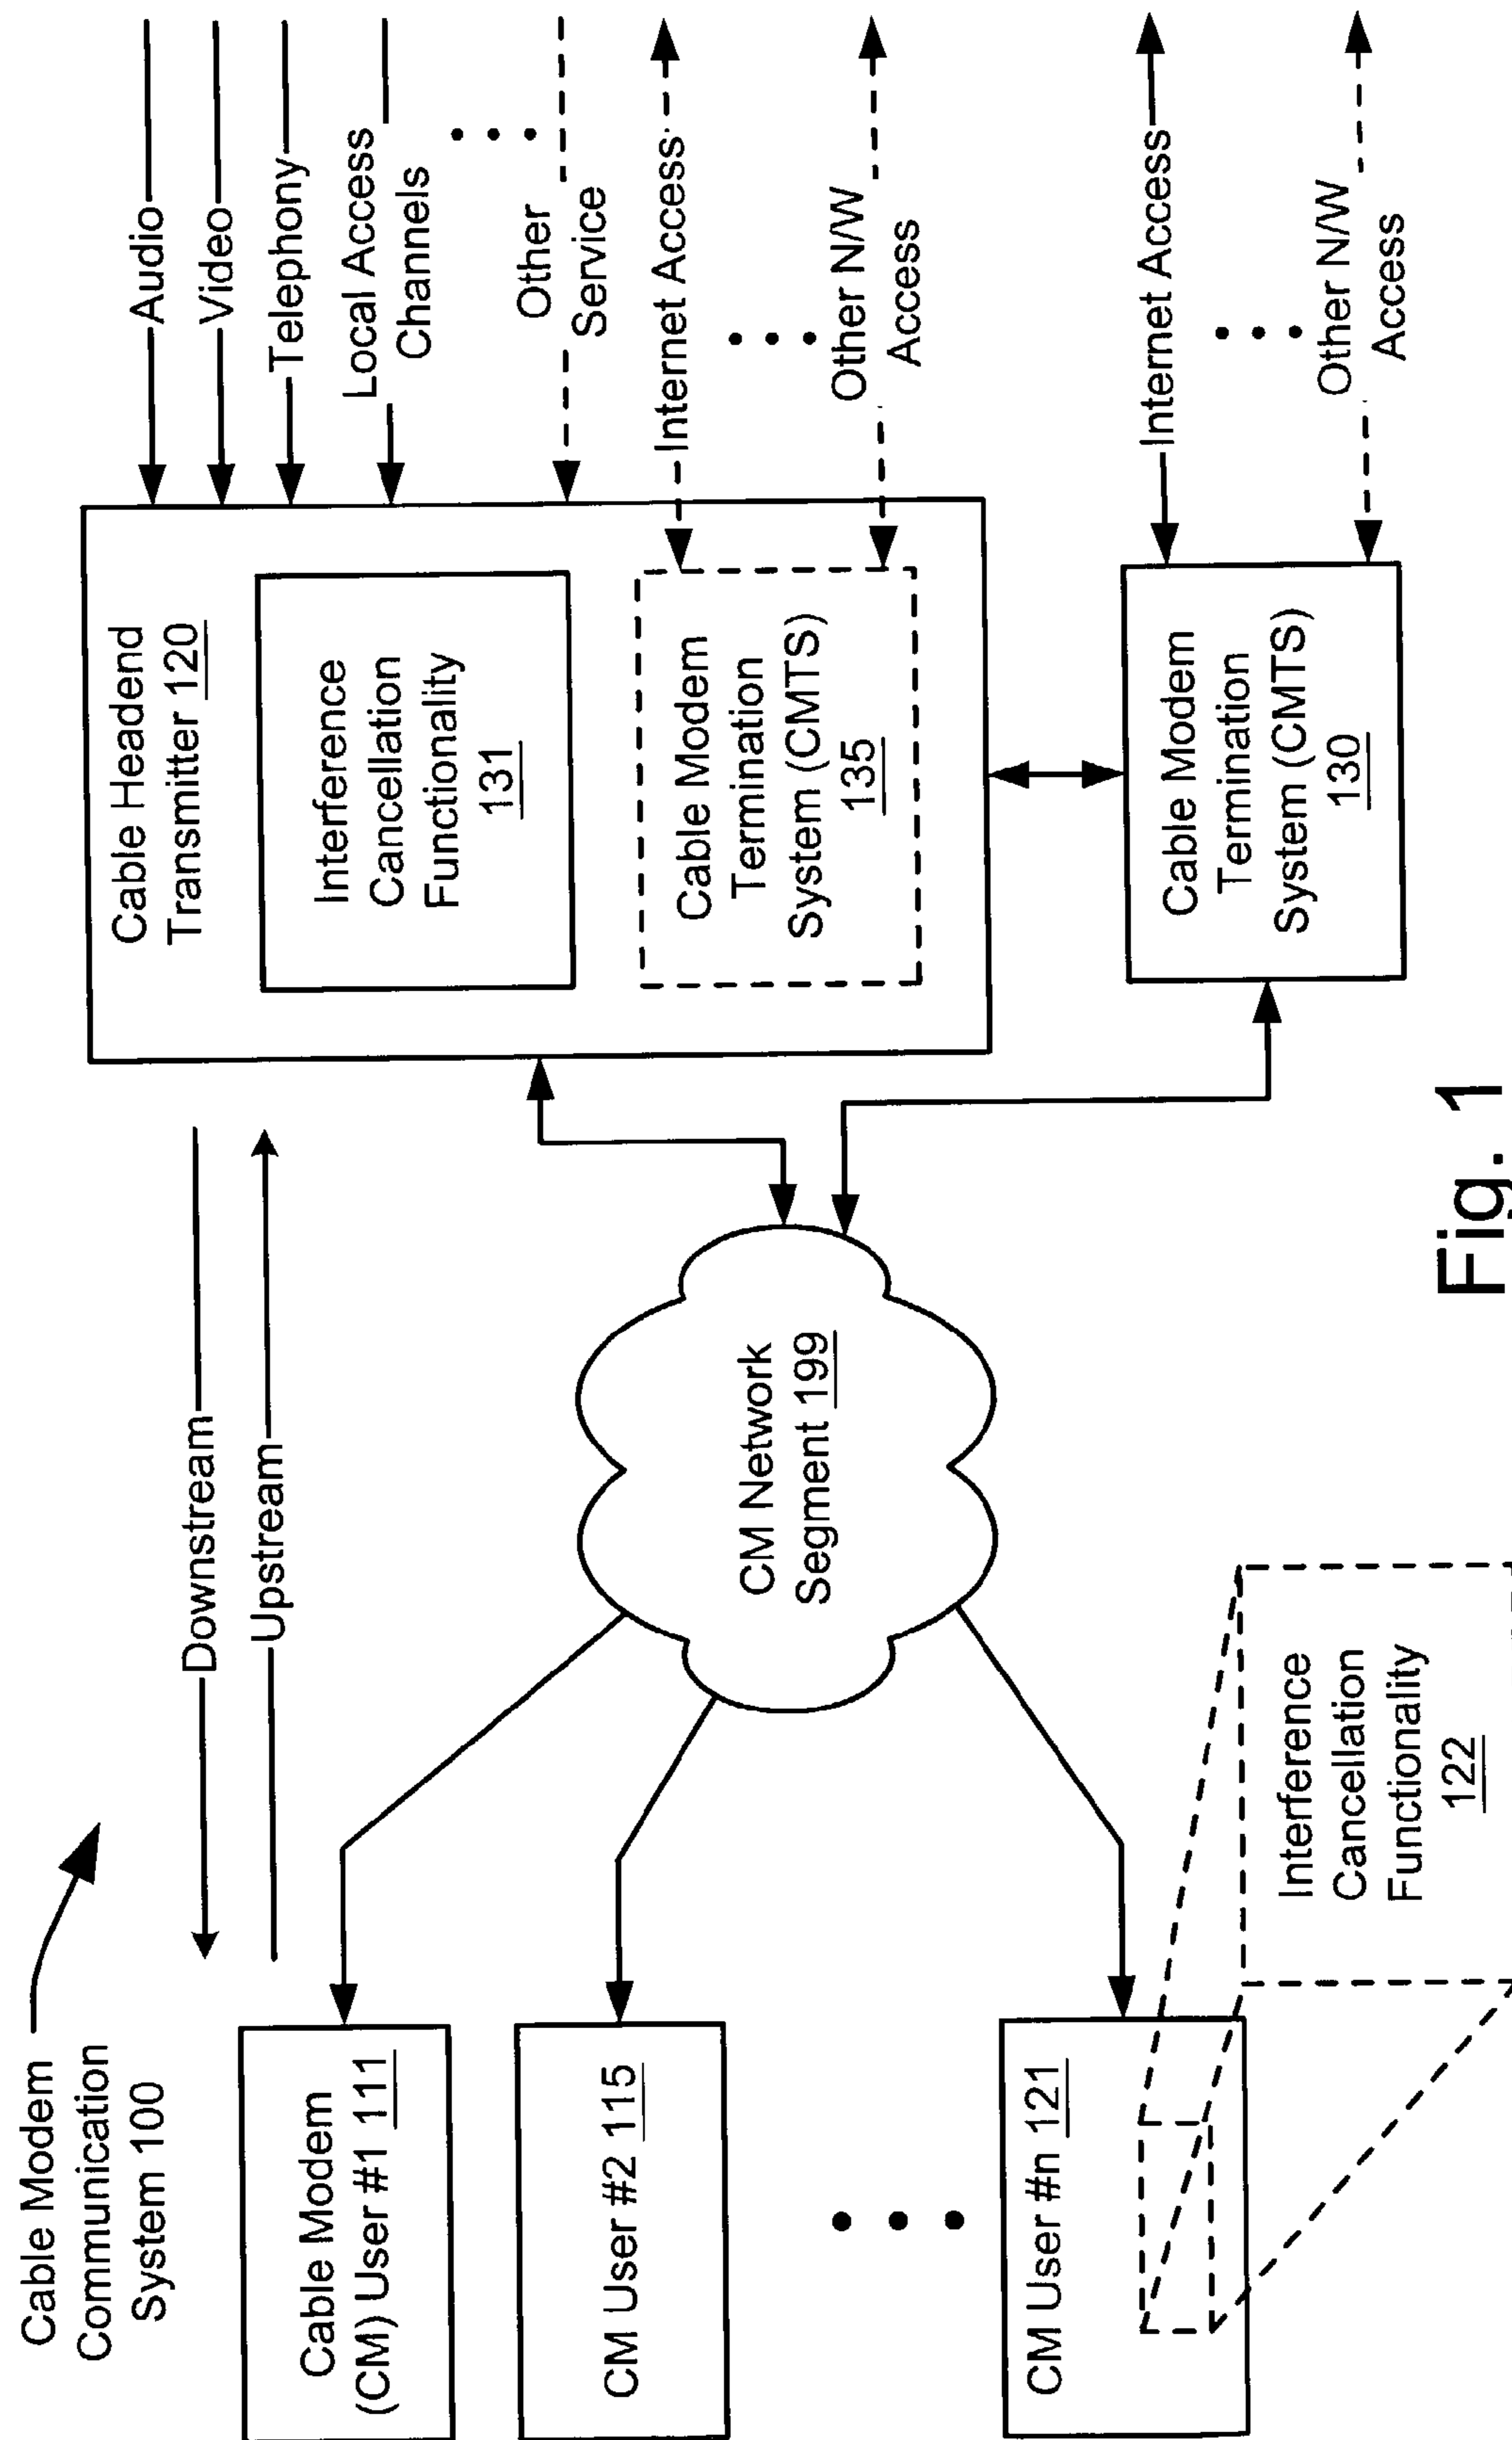 Cable Modem
Communication
System 100
Downstream
Upstream
Cable Modem
(CM) User #1 111
CM User #2 115
CM User #n 121
Interference
Cancellation
Functionality
122
CM Network
Segment 199
Cable Headend
Transmitter 120
Interference
Cancellation
Functionality
131
Cable Modem
Termination
System (CMTS)
135
Cable Modem
Termination
System (CMTS)
130
Audio
Video
Telephony
Local Access
Channels
Other
Service
Internet Access
Other N/W
Access
Internet Access
Other N/W
Access
Fig. 1